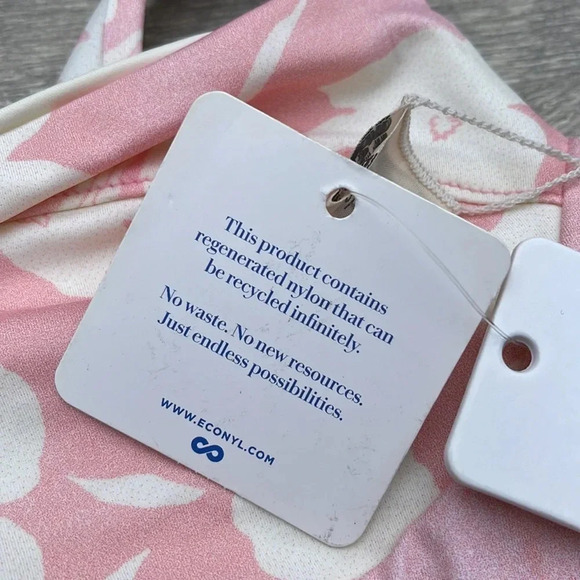 This product contains
regenerated nylon that can
be recycled infinitely.
No waste. No new resources.
Just endless possibilities.
WWW.ECONYL.COM